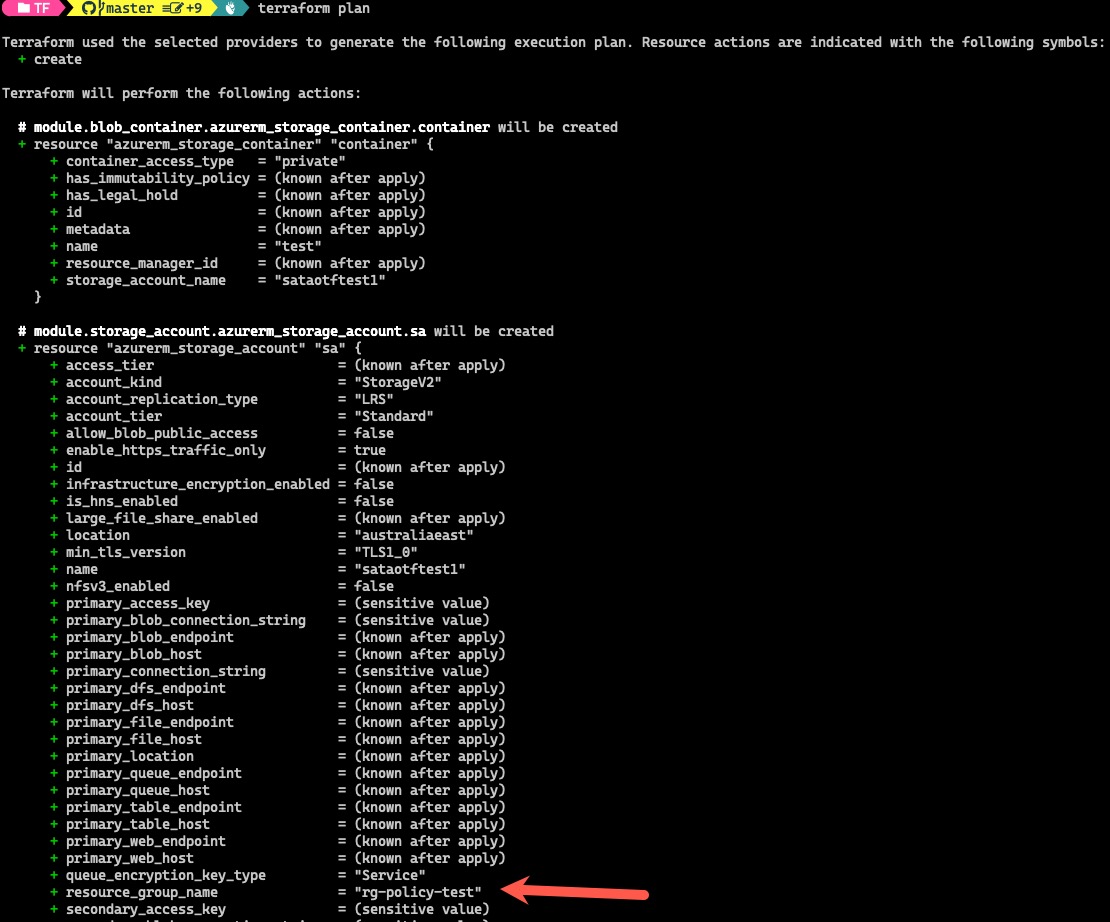 TF master +9 terraform plan
Terraform used the selected providers to generate the following execution plan. Resource actions are indicated with the following symbols:
+ create
Terraform will perform the following actions:
# module.blob_container.azurerm_storage_container.container will be created
+ resource "azurerm_storage_container" "container" {
+ container_access_type = "private"
+ has_immutability_policy = (known after apply)
+ has_legal_hold = (known after apply)
+ id = (known after apply)
+ metadata = (known after apply)
+ name = "test"
+ resource_manager_id = (known after apply)
+ storage_account_name = "sataotftest1"
}
# module.storage_account.azurerm_storage_account.sa will be created
+ resource "azurerm_storage_account" "sa" {
+ access_tier = (known after apply)
+ account_kind = "StorageV2"
+ account_replication_type = "LRS"
+ account_tier = "Standard"
+ allow_blob_public_access = false
+ enable_https_traffic_only = true
+ id = (known after apply)
+ infrastructure_encryption_enabled = false
+ is_hns_enabled = false
+ large_file_share_enabled = (known after apply)
+ location = "australiaeast"
+ min_tls_version = "TLS1_0"
+ name = "sataotftest1"
+ nfsv3_enabled = false
+ primary_access_key = (sensitive value)
+ primary_blob_connection_string = (sensitive value)
+ primary_blob_endpoint = (known after apply)
+ primary_blob_host = (known after apply)
+ primary_connection_string = (sensitive value)
+ primary_dfs_endpoint = (known after apply)
+ primary_dfs_host = (known after apply)
+ primary_file_endpoint = (known after apply)
+ primary_file_host = (known after apply)
+ primary_location = (known after apply)
+ primary_queue_endpoint = (known after apply)
+ primary_queue_host = (known after apply)
+ primary_table_endpoint = (known after apply)
+ primary_table_host = (known after apply)
+ primary_web_endpoint = (known after apply)
+ primary_web_host = (known after apply)
+ queue_encryption_key_type = "Service"
+ resource_group_name = "rg-policy-test"
+ secondary_access_key = (sensitive value)